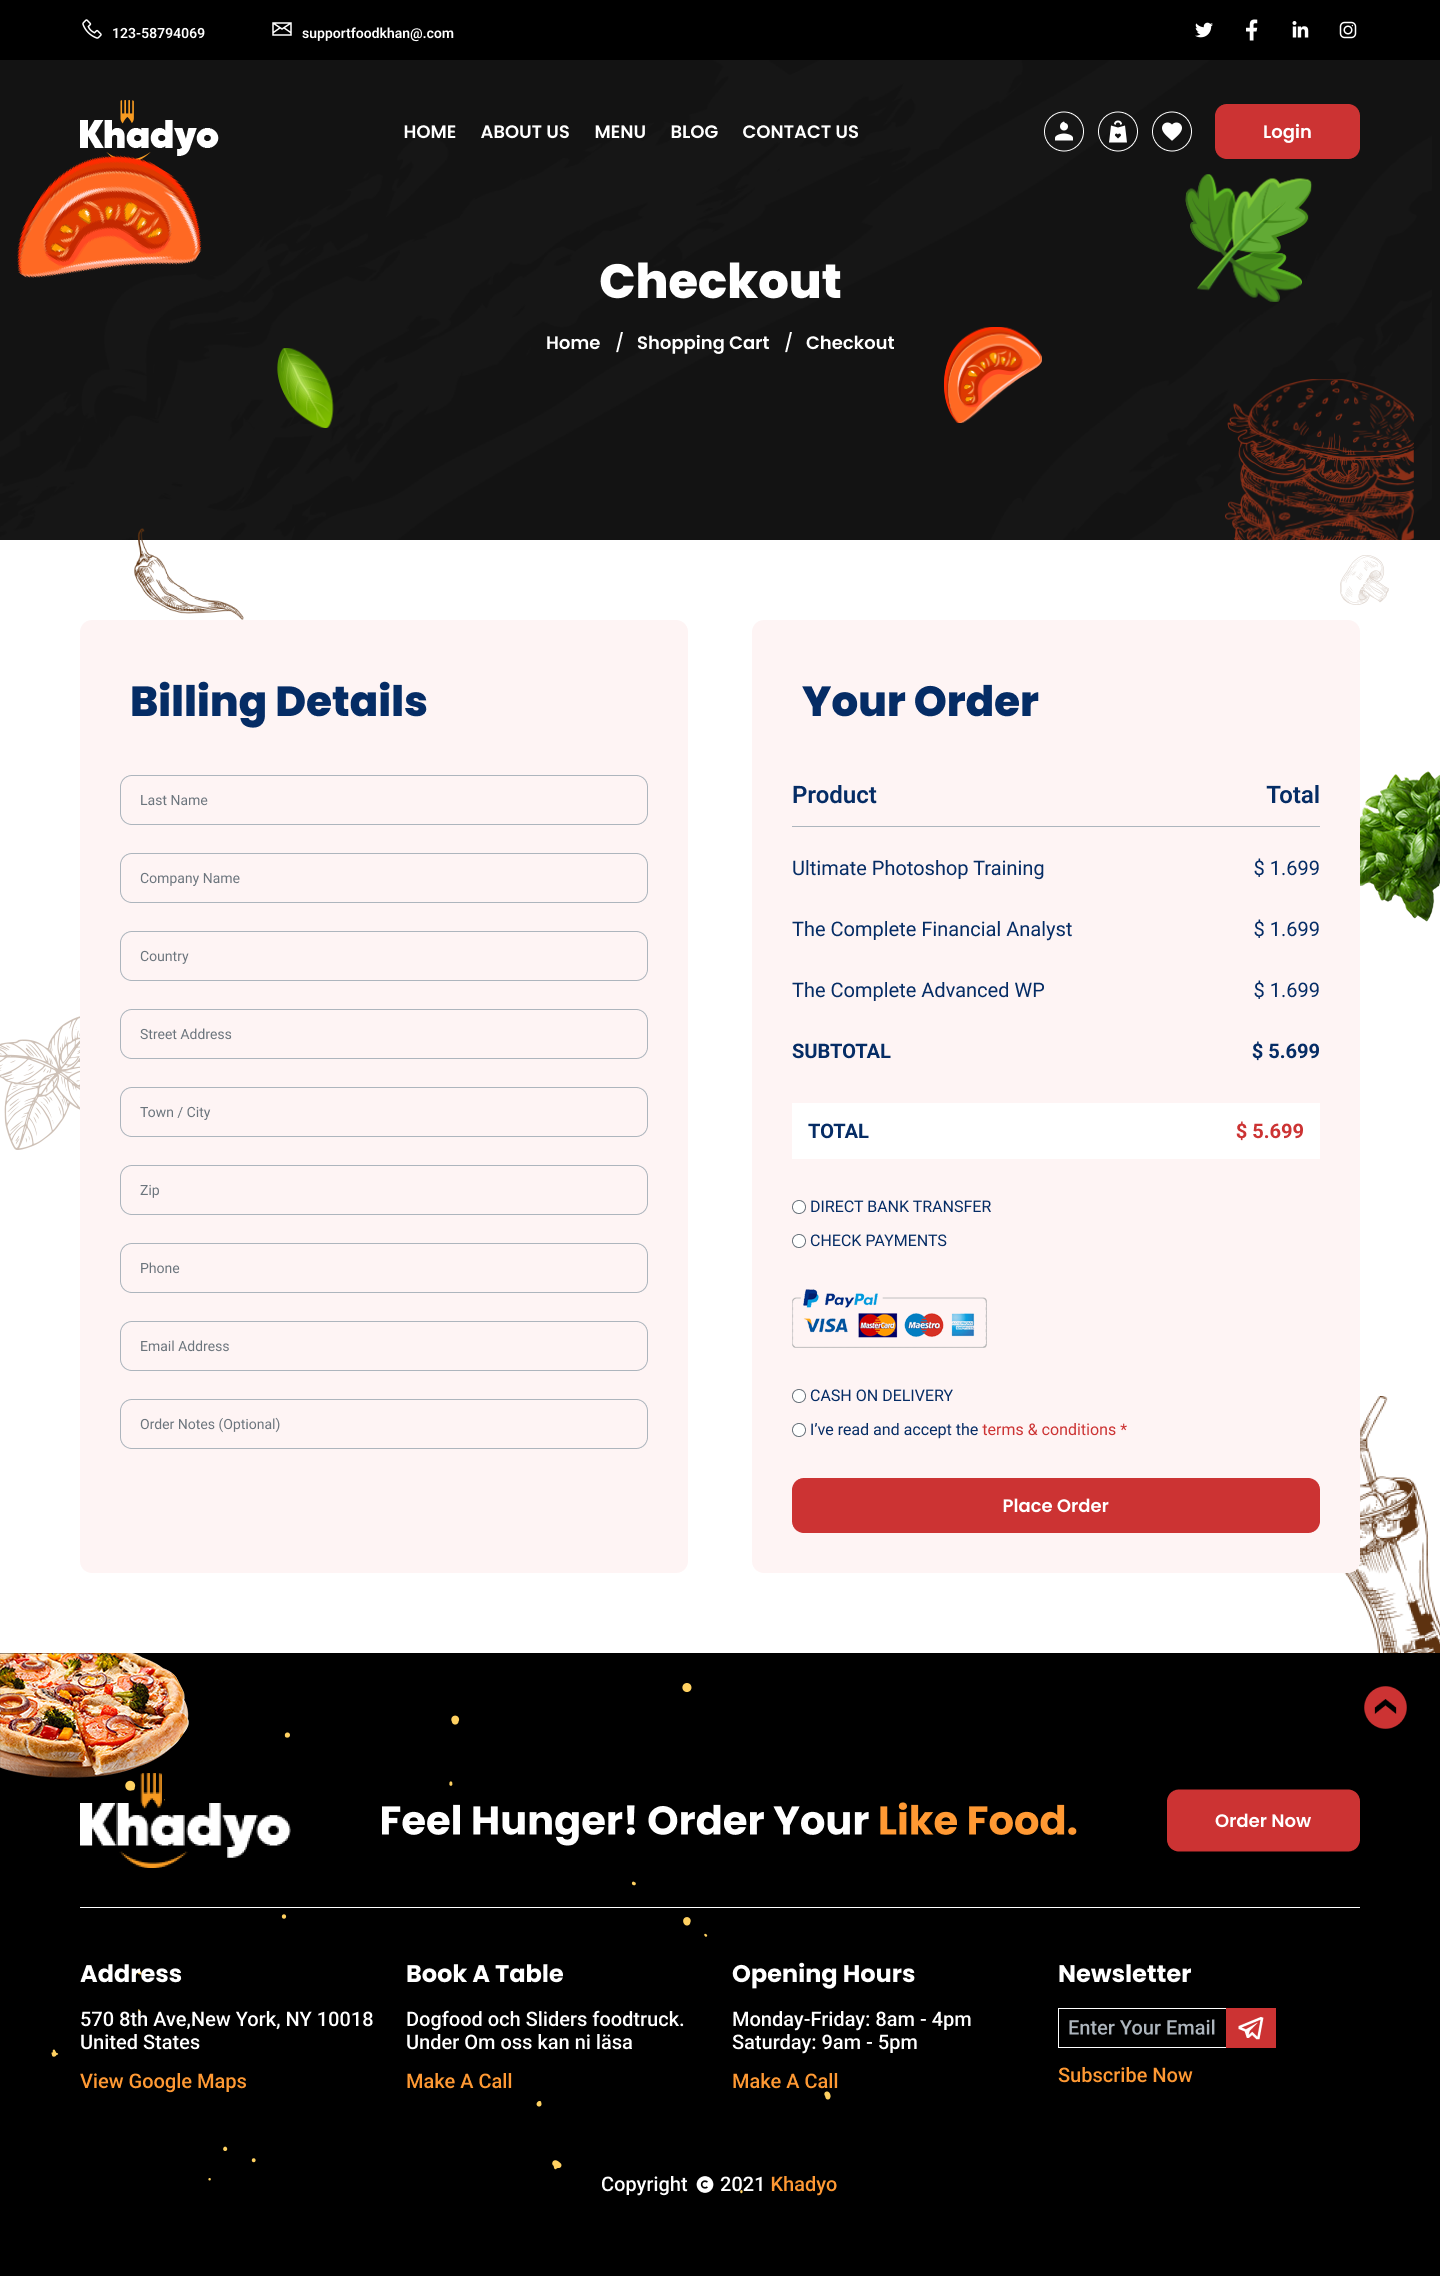 123-58794069
supportfoodkhan@.com
Khadyo
HOME ABOUT US MENU BLOG CONTACT US
Login
Checkout
Home / Shopping Cart / Checkout
Billing Details
Last Name
Company Name
Country
Street Address
Town / City
Zip
Phone
Email Address
Order Notes (Optional)
Your Order
Product Total
Ultimate Photoshop Training $ 1.699
The Complete Financial Analyst $ 1.699
The Complete Advanced WP $ 1.699
SUBTOTAL $ 5.699
TOTAL $ 5.699
DIRECT BANK TRANSFER
CHECK PAYMENTS
PayPal
VISA MasterCard Maestro
CASH ON DELIVERY
I've read and accept the terms & conditions *
Place Order
Khadyo
Feel Hunger! Order Your Like Food.
Order Now
Address
570 8th Ave,New York, NY 10018
United States
View Google Maps
Book A Table
Dogfood och Sliders foodtruck.
Under Om oss kan ni läsa
Make A Call
Opening Hours
Monday-Friday: 8am - 4pm
Saturday: 9am - 5pm
Make A Call
Newsletter
Enter Your Email
Subscribe Now
Copyright © 2021 Khadyo